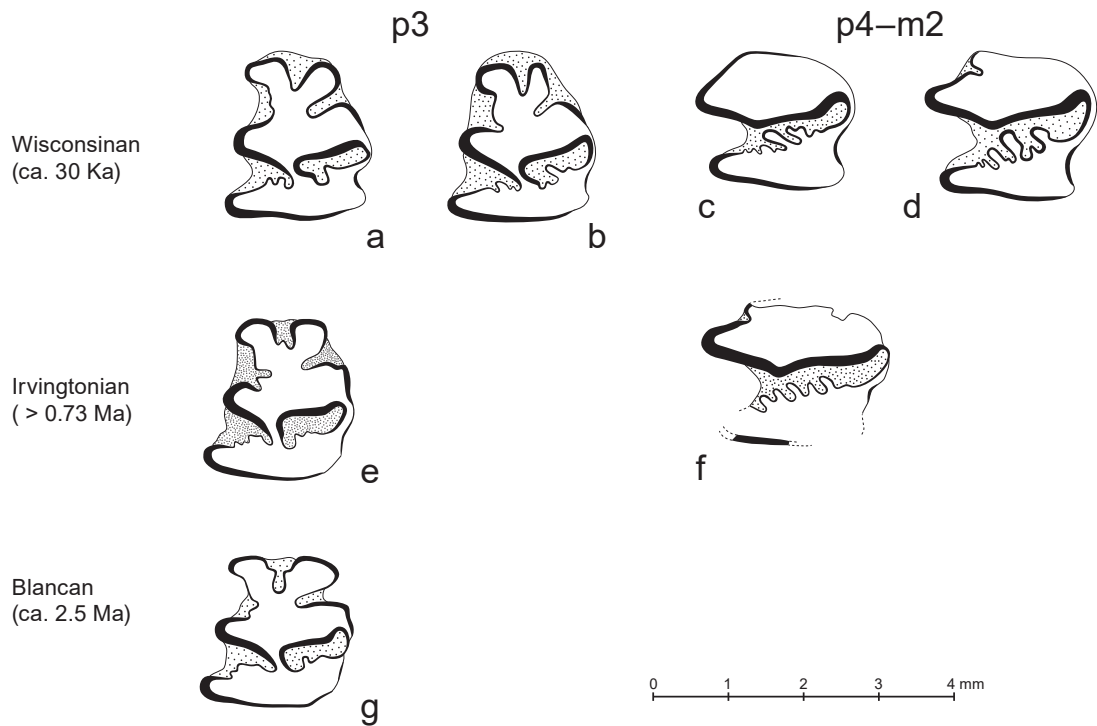 p3
p4–m2
Wisconsinan
(ca. 30 Ka)
a
b
c
d
Irvingtonian
( > 0.73 Ma)
e
f
Blancan
(ca. 2.5 Ma)
g
0 1 2 3 4 mm